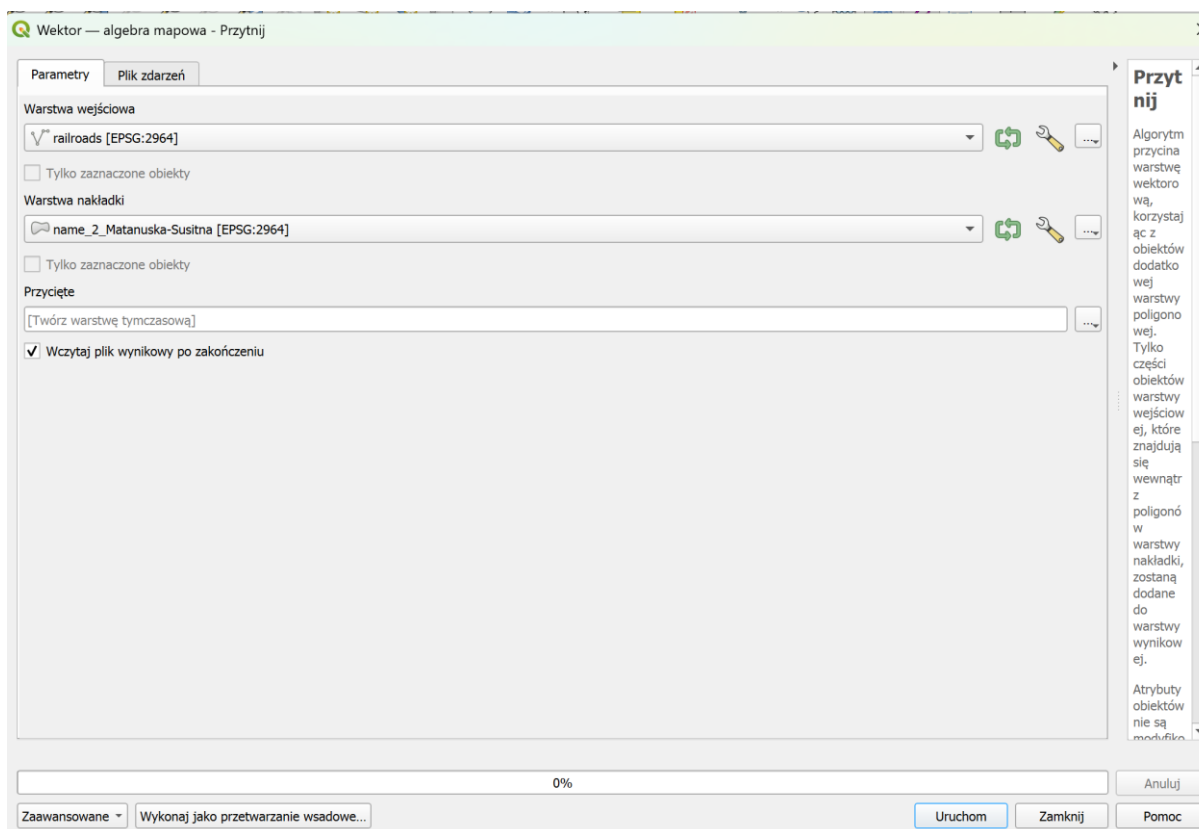 Wektor — algebra mapowa - Przytnij
Parametry
Plik zdarzeń
Warstwa wejściowa
railroads [EPSG:2964]
Tylko zaznaczone obiekty
Warstwa nakładki
name_2_Matanuska-Susitna [EPSG:2964]
Tylko zaznaczone obiekty
Przycięte
[Twórz warstwę tymczasową]
Wczytaj plik wynikowy po zakończeniu
Przyt
nij
Algorytm
przycina
warstwę
wektoro
wą,
korzystaj
ąc z
obiektów
dodatko
wej
warstwy
poligono
wej.
Tylko
części
obiektów
warstwy
wejściow
ej, które
znajdują
się
wewnątr
z
poligonó
w
warstwy
nakładki,
zostaną
dodane
do
warstwy
wynikow
ej.
Atrybuty
obiektów
nie są
modyfiko
0%
Anuluj
Zaawansowane
Wykonaj jako przetwarzanie wsadowe...
Uruchom
Zamknij
Pomoc